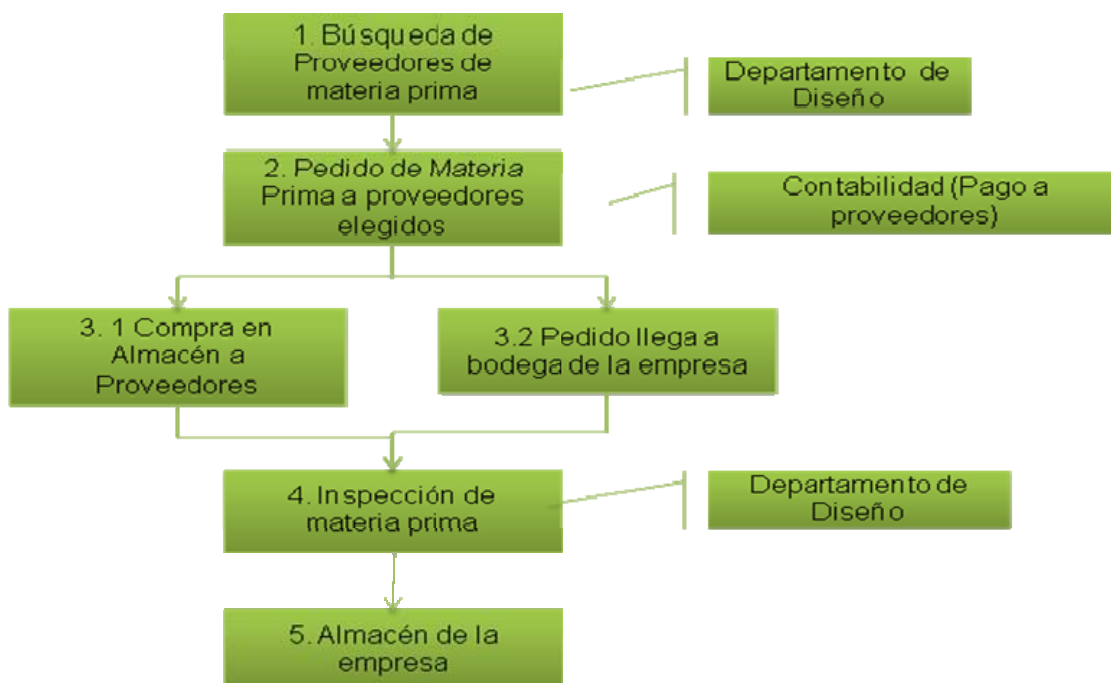 1. Búsqueda de
Proveedores de
materia prima
Departamento de
Diseño
2. Pedido de Materia
Prima a proveedores
elegidos
Contabilidad (Pago a
proveedores)
3. 1 Compra en
Almacén a
Proveedores
3.2 Pedido llega a
bodega de la empresa
4. Inspección de
materia prima
Departamento de
Diseño
5. Almacén de la
empresa